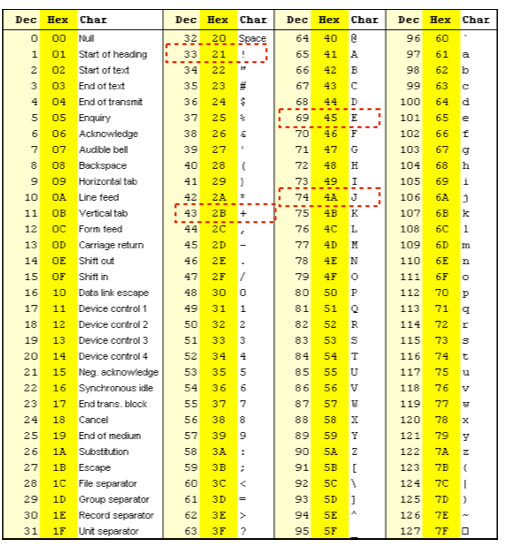 Dec Hex Char Dec Hex Char Dec Hex Char Dec Hex Char
0 00 Null 32 20 Space 64 40 @ 96 60 `
1 01 Start of heading 33 21 ! 65 41 A 97 61 a
2 02 Start of text 34 22 " 66 42 B 98 62 b
3 03 End of text 35 23 # 67 43 C 99 63 c
4 04 End of transmit 36 24 $ 68 44 D 100 64 d
5 05 Enquiry 37 25 % 69 45 E 101 65 e
6 06 Acknowledge 38 26 & 70 46 F 102 66 f
7 07 Audible bell 39 27 ' 71 47 G 103 67 g
8 08 Backspace 40 28 ( 72 48 H 104 68 h
9 09 Horizontal tab 41 29 ) 73 49 I 105 69 i
10 0A Line feed 42 2A * 74 4A J 106 6A j
11 0B Vertical tab 43 2B + 75 4B K 107 6B k
12 0C Form feed 44 2C , 76 4C L 108 6C l
13 0D Carriage return 45 2D - 77 4D M 109 6D m
14 0E Shift out 46 2E . 78 4E N 110 6E n
15 0F Shift in 47 2F / 79 4F O 111 6F o
16 10 Data link escape 48 30 0 80 50 P 112 70 p
17 11 Device control 1 49 31 1 81 51 Q 113 71 q
18 12 Device control 2 50 32 2 82 52 R 114 72 r
19 13 Device control 3 51 33 3 83 53 S 115 73 s
20 14 Device control 4 52 34 4 84 54 T 116 74 t
21 15 Neg. acknowledge 53 35 5 85 55 U 117 75 u
22 16 Synchronous idle 54 36 6 86 56 V 118 76 v
23 17 End trans. block 55 37 7 87 57 W 119 77 w
24 18 Cancel 56 38 8 88 58 X 120 78 x
25 19 End of medium 57 39 9 89 59 Y 121 79 y
26 1A Substitution 58 3A : 90 5A Z 122 7A z
27 1B Escape 59 3B ; 91 5B [ 123 7B {
28 1C File separator 60 3C < 92 5C \ 124 7C |
29 1D Group separator 61 3D = 93 5D ] 125 7D }
30 1E Record separator 62 3E > 94 5E ^ 126 7E ~
31 1F Unit separator 63 3F ? 95 5F _ 127 7F □